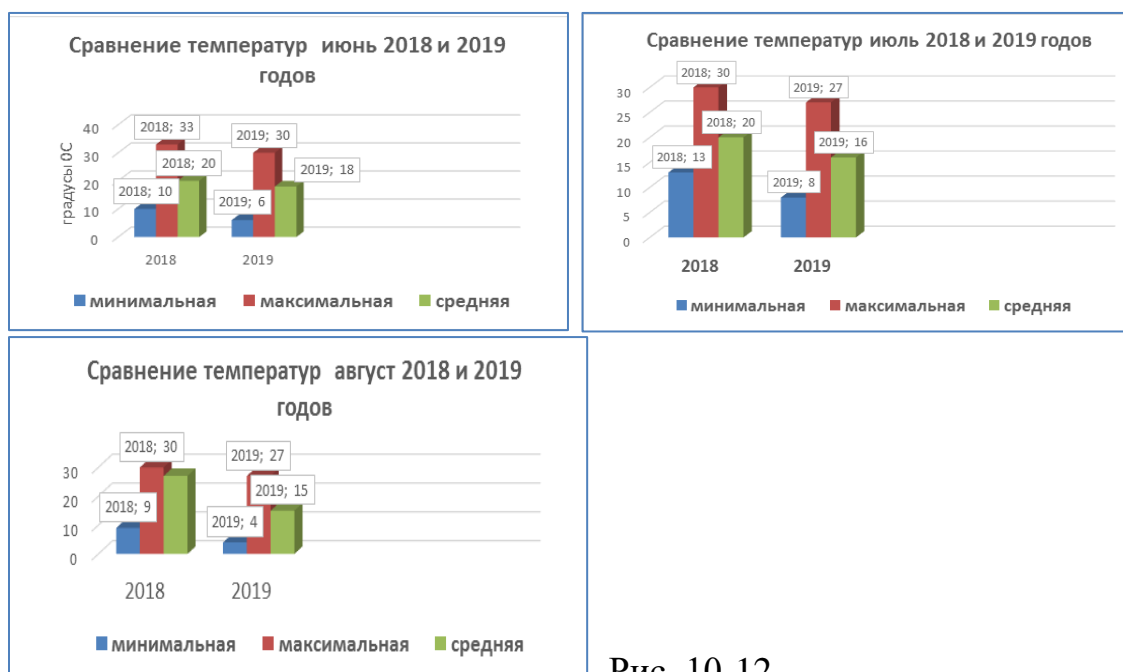 Сравнение температур июнь 2018 и 2019
годов
градусы 0С
40
30
20
10
0
2018; 10
2018; 33
2018; 20
2019; 6
2019; 30
2019; 18
2018
2019
минимальная
максимальная
средняя
Сравнение температур июль 2018 и 2019 годов
30
25
20
15
10
5
0
2018; 13
2018; 30
2018; 20
2019; 8
2019; 27
2019; 16
2018
2019
минимальная
максимальная
средняя
Сравнение температур август 2018 и 2019
годов
30
20
10
0
2018; 9
2018; 30
2019; 4
2019; 27
2019; 15
2018
2019
минимальная
максимальная
средняя
Рис. 10-12